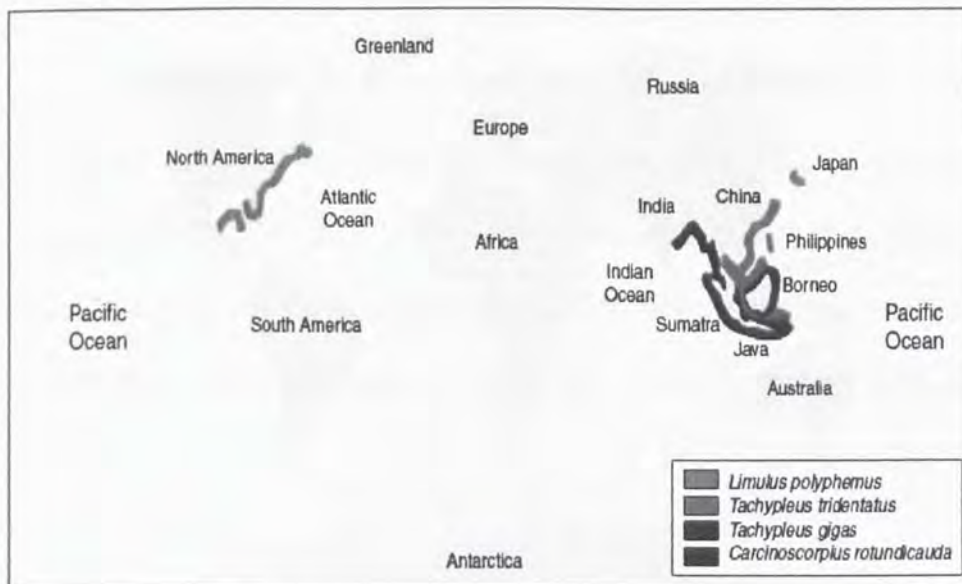 Greenland
Russia
Europe
North America
Japan
Atlantic
Ocean
China
India
Africa
Philippines
Indian
Ocean
Borneo
Pacific
Ocean
South America
Sumatra
Java
Pacific
Ocean
Australia
Limulus polyphemus
Tachypleus tridentatus
Tachypleus gigas
Carcinoscorpius rotundicauda
Antarctica